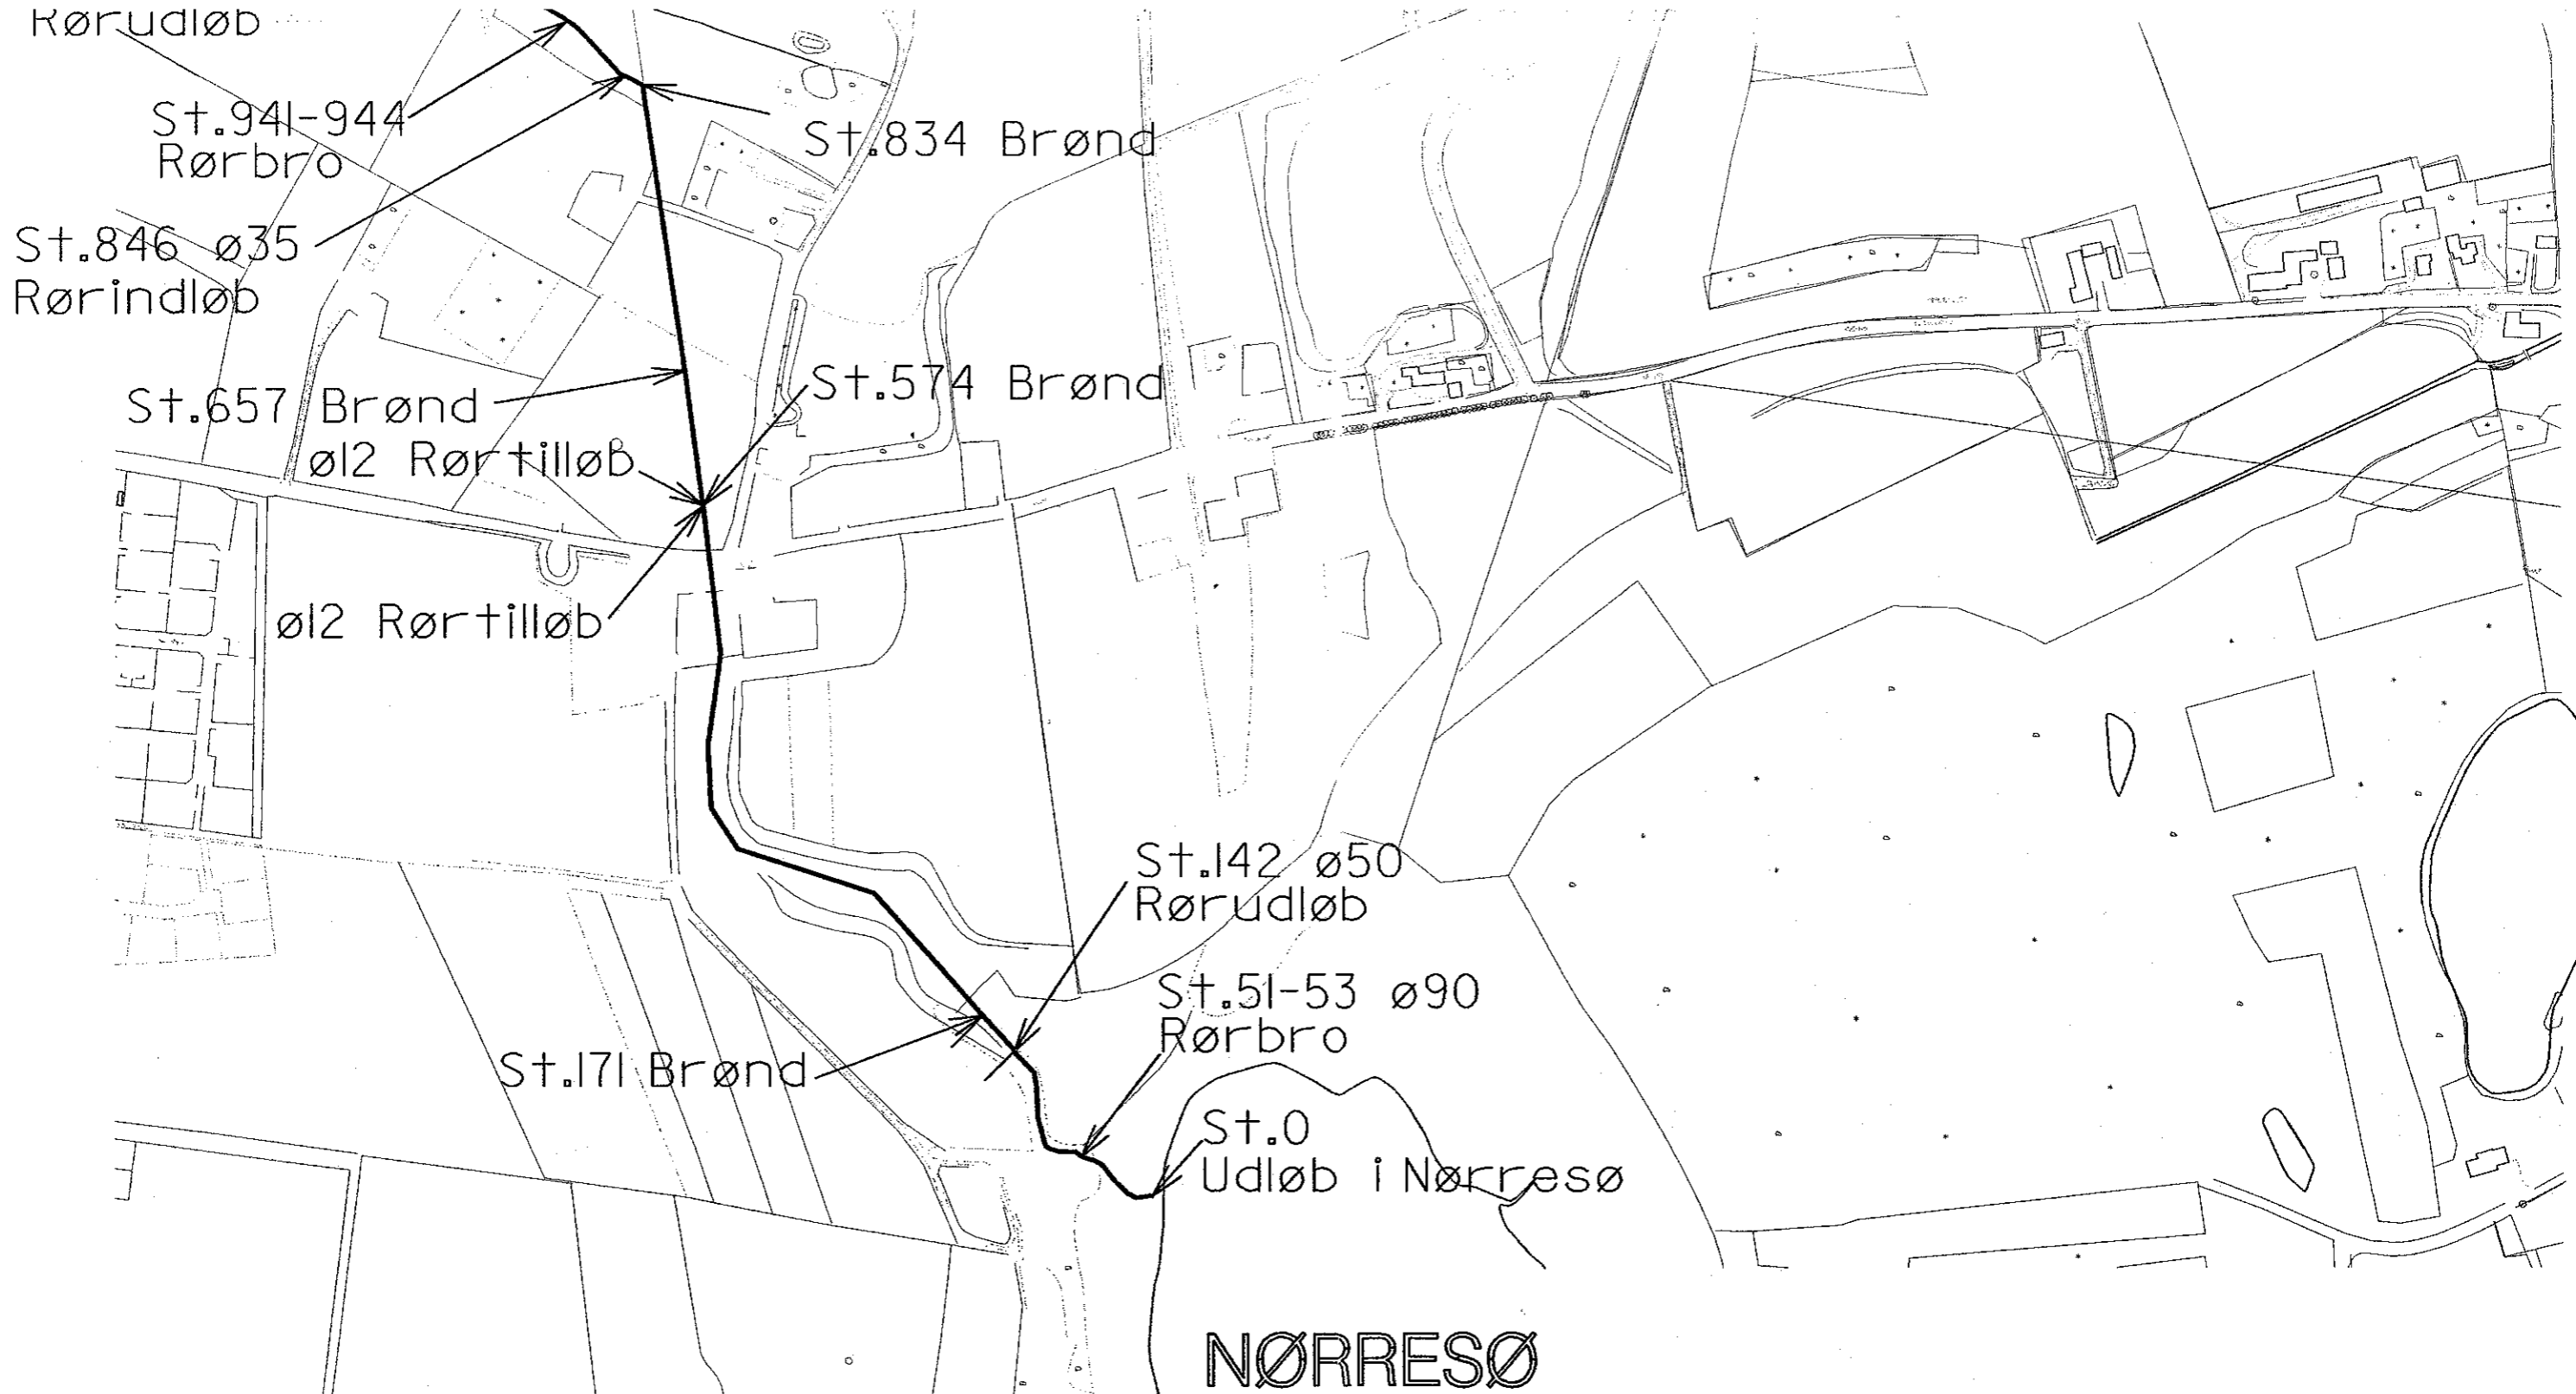 Rørudløb
St.941-944
Rørbro
St.834 Brønd
St.846 ø35
Rørindløb
St.574 Brønd
St.657 Brønd
ø12 Rørtilløb
ø12 Rørtilløb
St.142 ø50
Rørudløb
St.51-53 ø90
Rørbro
St.171 Brønd
St.0
Udløb i Nørresø
NØRRESØ